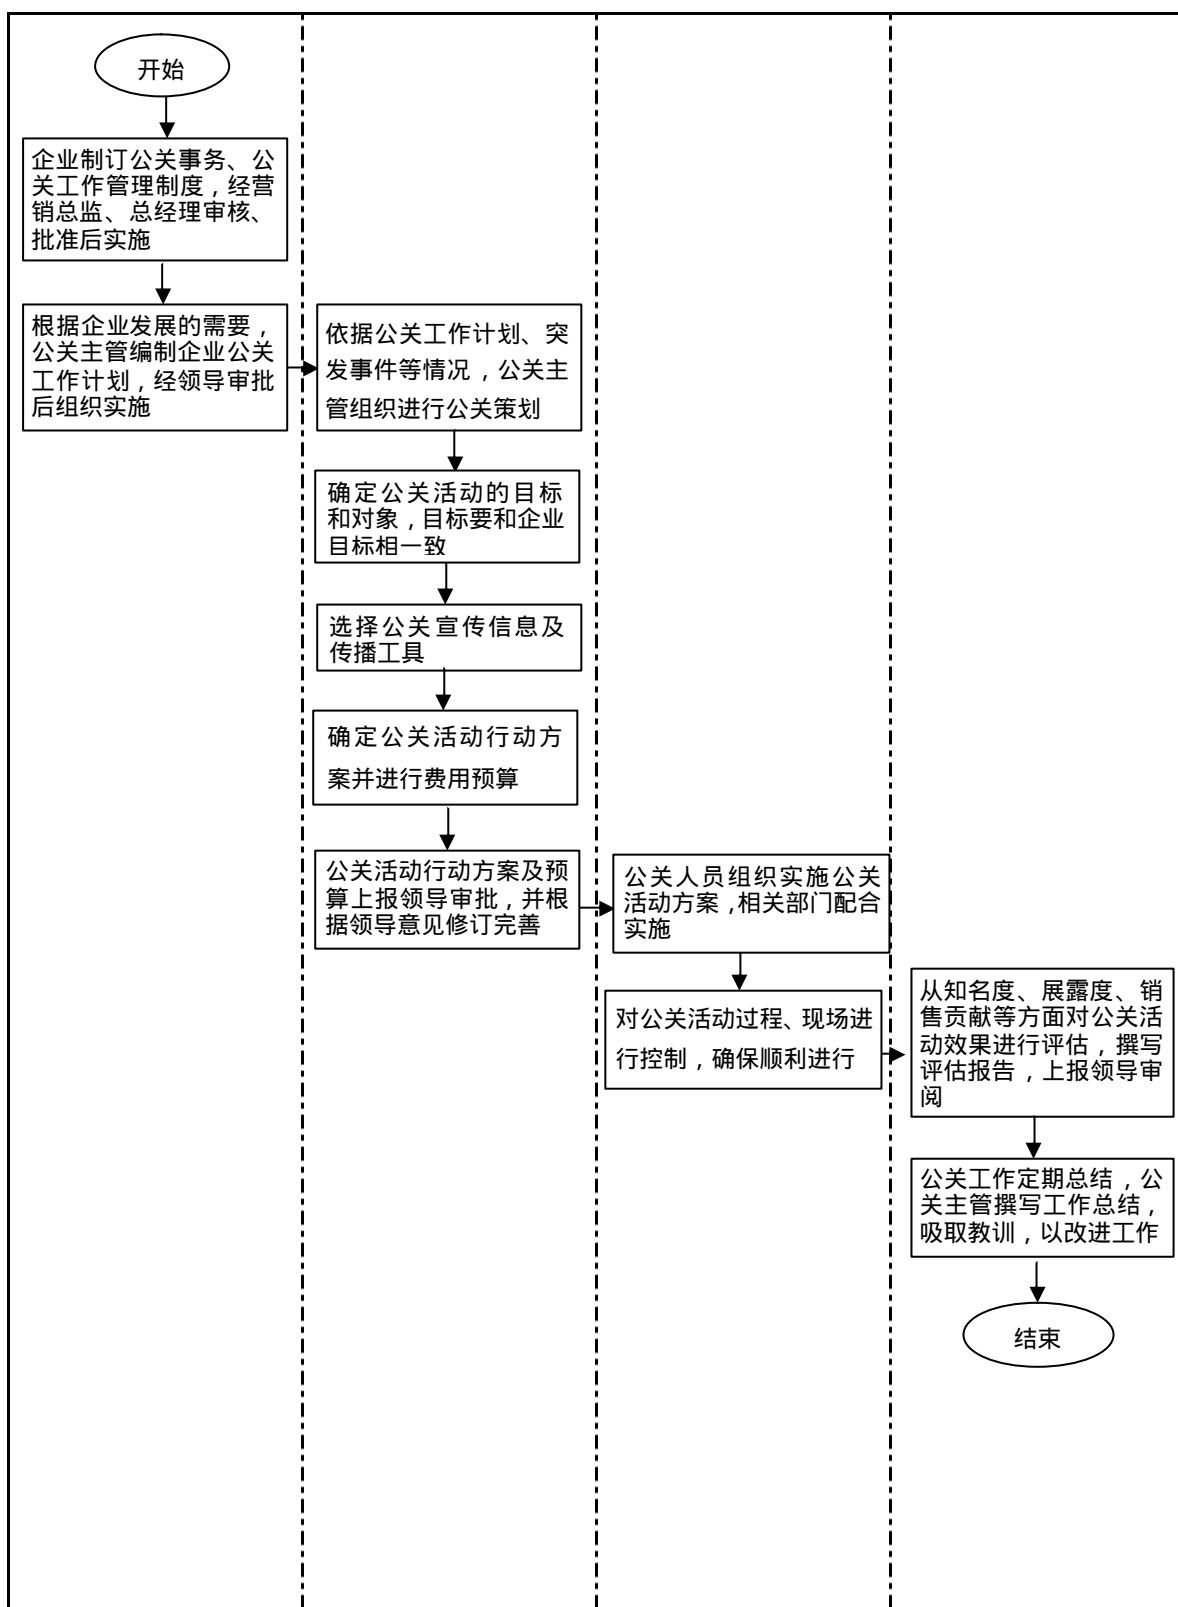 开始
企业制订公关事务、公
关工作管理制度，经营
销总监、总经理审核、
批准后实施
根据企业发展的需要，
公关主管编制企业公关
工作计划，经领导审批
后组织实施
依据公关工作计划、突
发事件等情况，公关主
管组织进行公关策划
确定公关活动的目标
和对象，目标要和企业
目标相一致
选择公关宣传信息及
传播工具
确定公关活动行动方
案并进行费用预算
公关活动行动方案及预
算上报领导审批，并根
据领导意见修订完善
公关人员组织实施公关
活动方案，相关部门配合
实施
对公关活动过程、现场进
行控制，确保顺利进行
从知名度、展露度、销
售贡献等方面对公关活
动效果进行评估，撰写
评估报告，上报领导审
阅
公关工作定期总结，公
关主管撰写工作总结，
吸取教训，以改进工作
结束